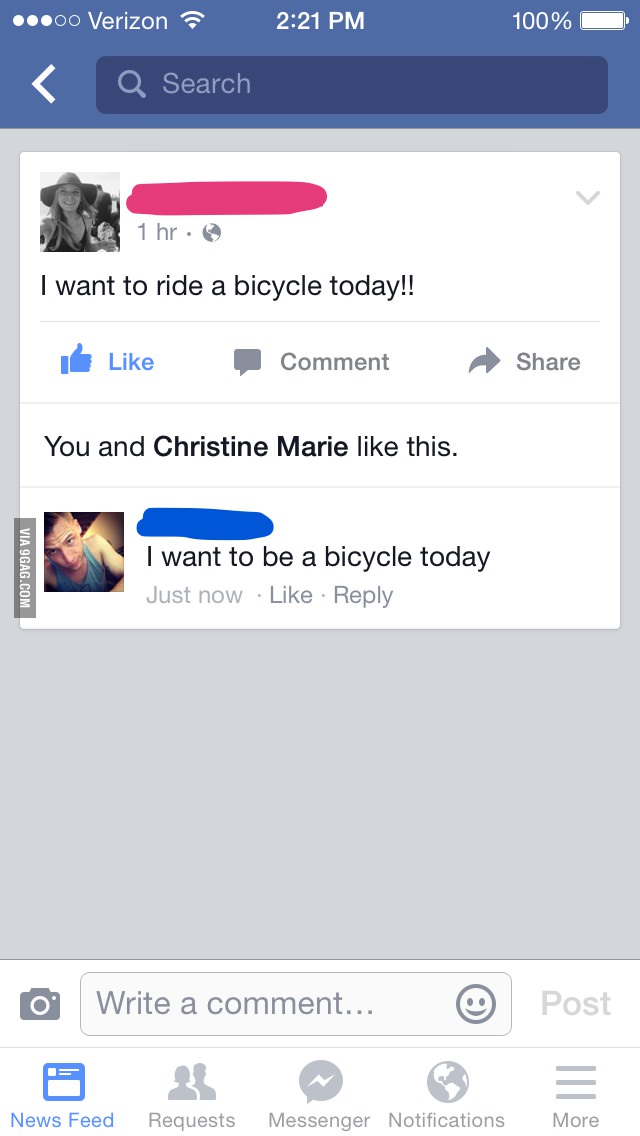 Verizon 2:21 PM 100%
Search
1 hr ·
I want to ride a bicycle today!!
Like Comment Share
You and Christine Marie like this.
I want to be a bicycle today
Just now · Like · Reply
VIA 9GAG.COM
Write a comment... Post
News Feed Requests Messenger Notifications More